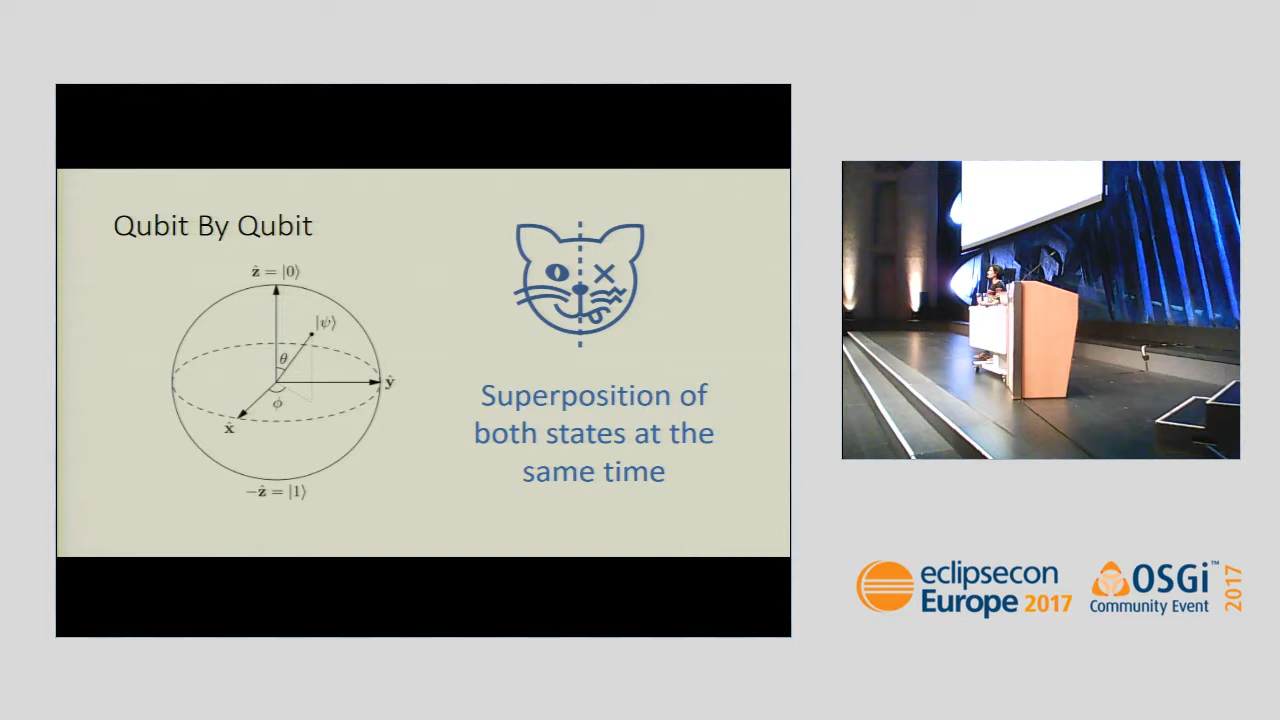 Qubit By Qubit
ẑ = |0⟩
|ψ⟩
θ
ŷ
ϕ
x̂
−ẑ = |1⟩
Superposition of
both states at the
same time
eclipsecon
Europe 2017
OSGi™
Community Event
2017